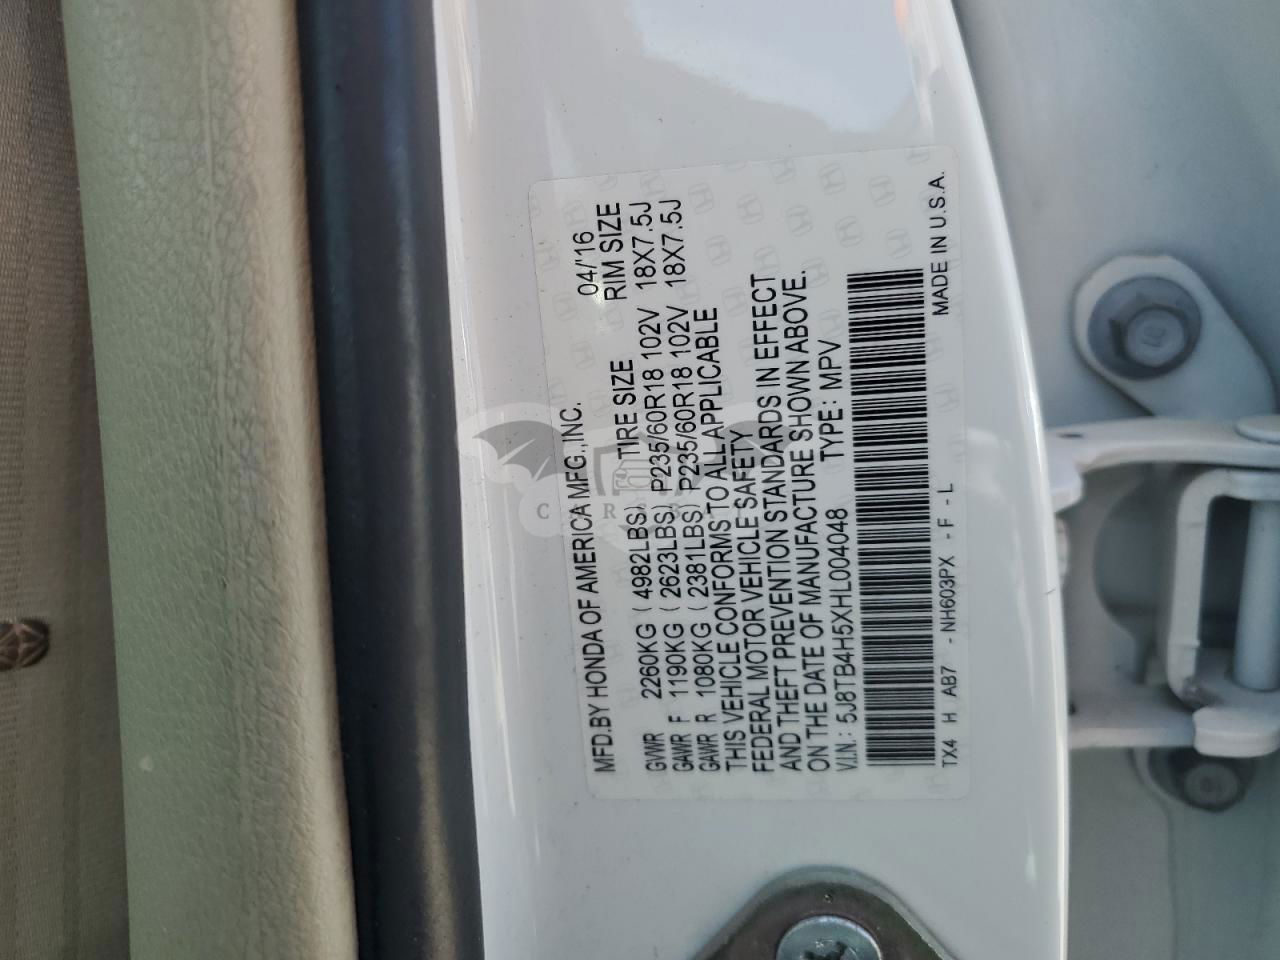 MFD.BY HONDA OF AMERICA MFG.,INC. 04/'16
TIRE SIZE RIM SIZE
GVWR 2260KG ( 4982LBS)
GAWR F 1190KG ( 2623LBS) P235/60R18 102V 18X7.5J
GAWR R 1080KG ( 2381LBS) P235/60R18 102V 18X7.5J
THIS VEHICLE CONFORMS TO ALL APPLICABLE
FEDERAL MOTOR VEHICLE SAFETY
AND THEFT PREVENTION STANDARDS IN EFFECT
ON THE DATE OF MANUFACTURE SHOWN ABOVE.
V.I.N.: 5J8TB4H5XHL004048 TYPE: MPV
TX4 H AB7 - NH603PX - F - L MADE IN U.S.A.